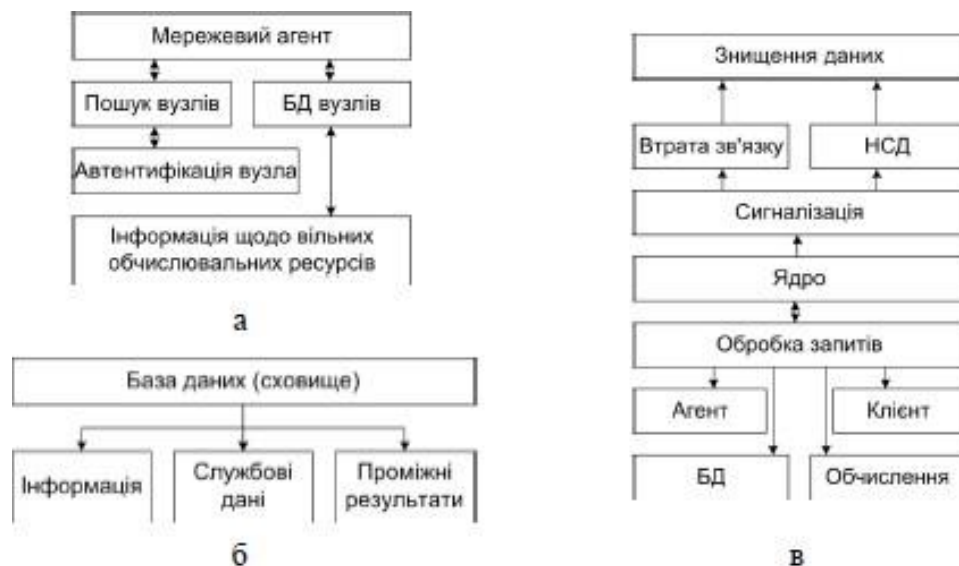 Мережевий агент
Пошук вузлів
БД вузлів
Автентифікація вузла
Інформація щодо вільних
обчислювальних ресурсів
а
База даних (сховище)
Інформація
Службові
дані
Проміжні
результати
б
Знищення даних
Втрата зв'язку
НСД
Сигналізація
Ядро
Обробка запитів
Агент
Клієнт
БД
Обчислення
в